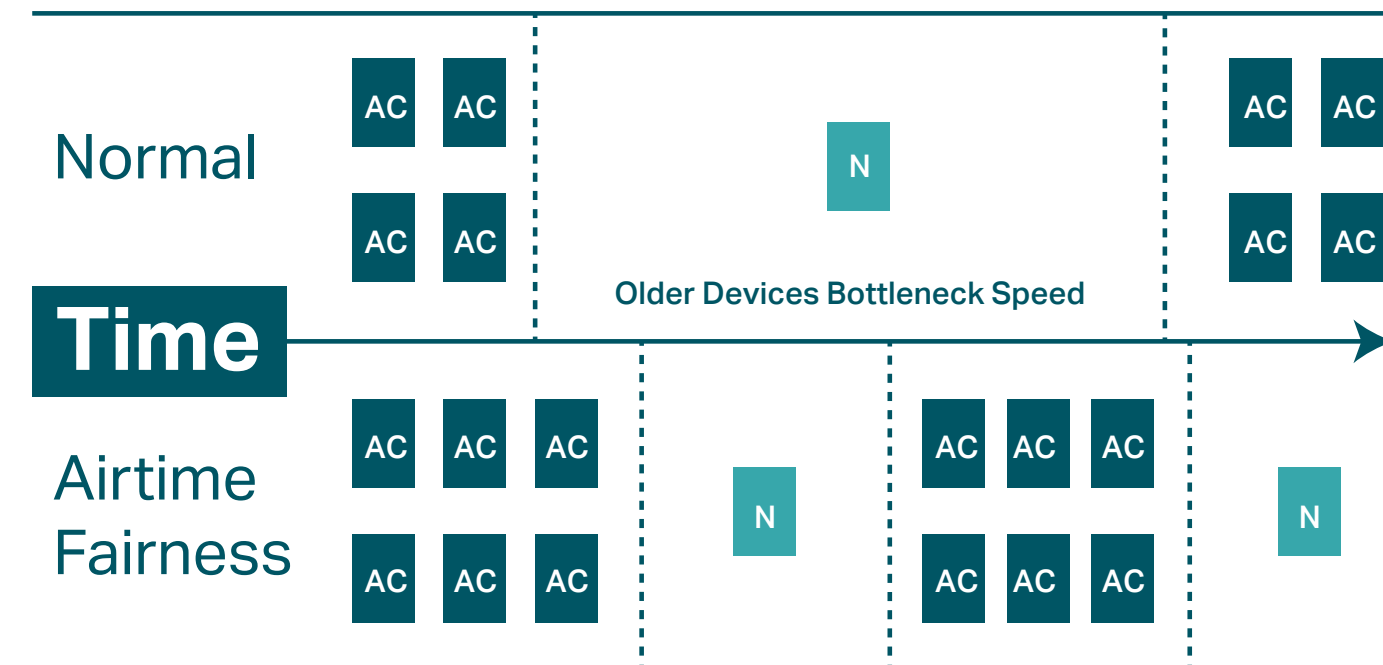 AC AC AC AC
Normal
N
AC AC AC AC
Older Devices Bottleneck Speed
Time
AC AC AC AC AC AC
Airtime
N N
Fairness
AC AC AC AC AC AC